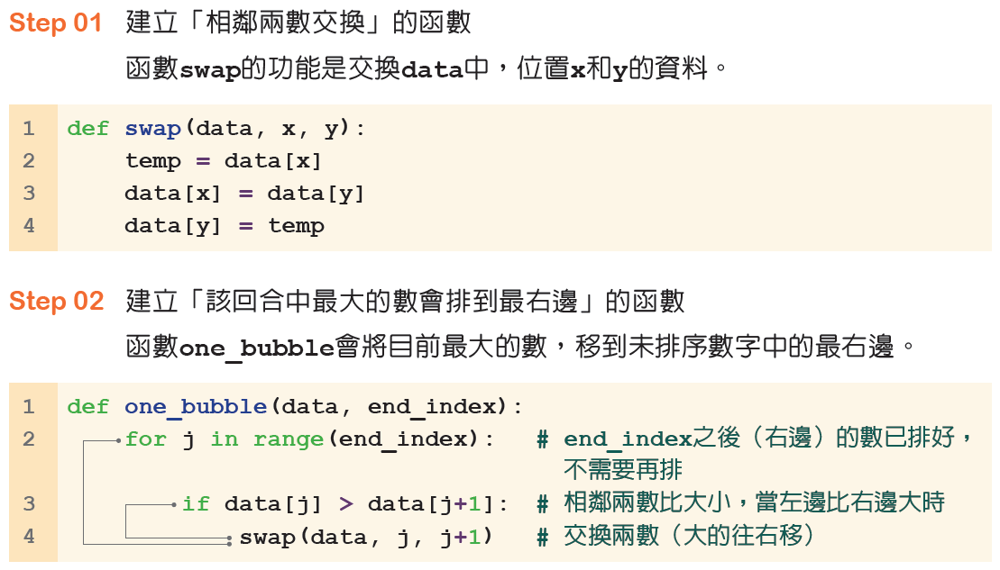 Step 01 建立「相鄰兩數交換」的函數
函數swap的功能是交換data中，位置x和y的資料。
1 def swap(data, x, y):
2 temp = data[x]
3 data[x] = data[y]
4 data[y] = temp
Step 02 建立「該回合中最大的數會排到最右邊」的函數
函數one_bubble會將目前最大的數，移到未排序數字中的最右邊。
1 def one_bubble(data, end_index):
2 for j in range(end_index): # end_index之後（右邊）的數已排好，
不需要再排
3 if data[j] > data[j+1]: # 相鄰兩數比大小，當左邊比右邊大時
4 swap(data, j, j+1) # 交換兩數（大的往右移）